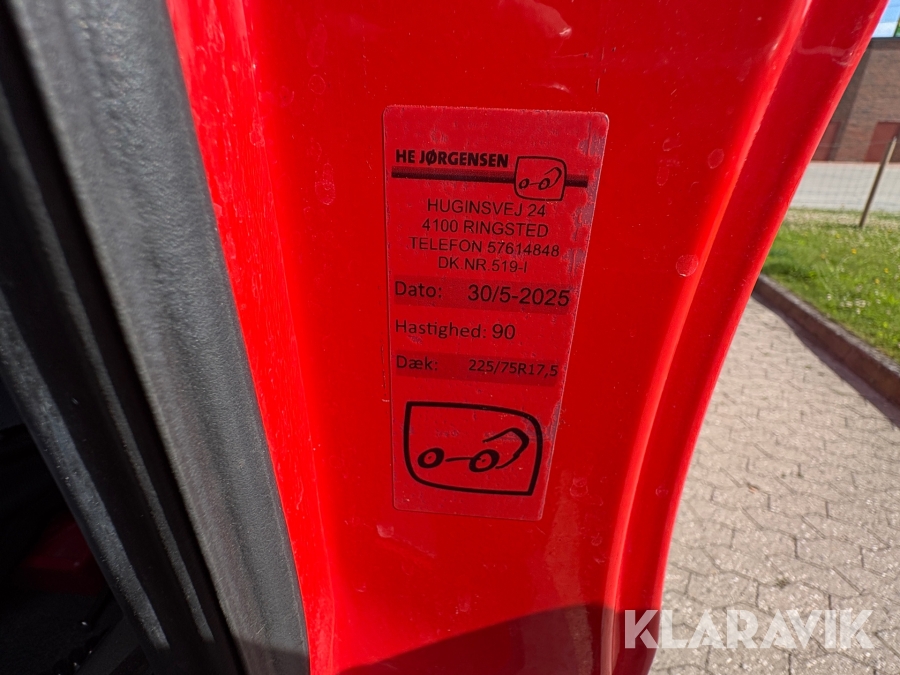 HE JØRGENSEN
HUGINSVEJ 24
4100 RINGSTED
TELEFON 57614848
DK NR.519-I
Dato: 30/5-2025
Hastighed: 90
Dæk: 225/75R17,5
KLARAVIK